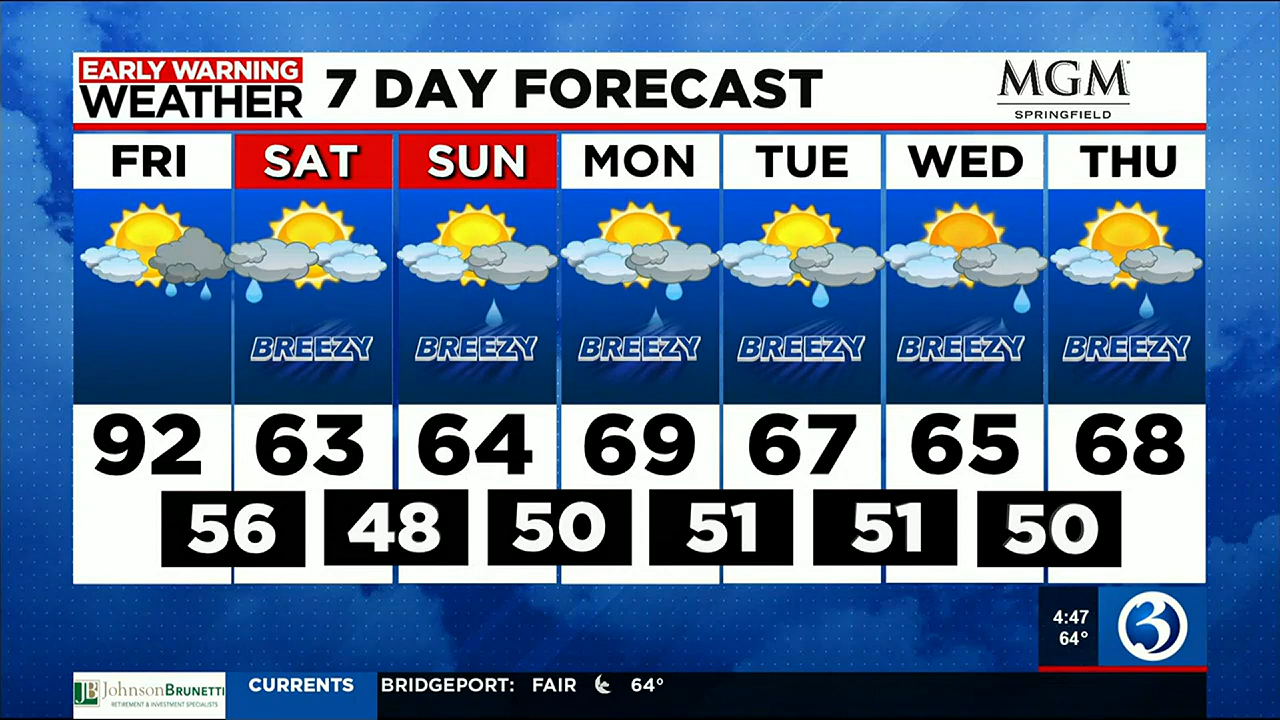 EARLY WARNING
WEATHER
7 DAY FORECAST
MGM
SPRINGFIELD
FRI SAT SUN MON TUE WED THU
BREEZY BREEZY BREEZY BREEZY BREEZY BREEZY
92 63 64 69 67 65 68
56 48 50 51 51 50
4:47
64°
3
JB JOHNSONBRUNETTI
RETIREMENT & INVESTMENT SPECIALISTS
CURRENTS BRIDGEPORT: FAIR 64°